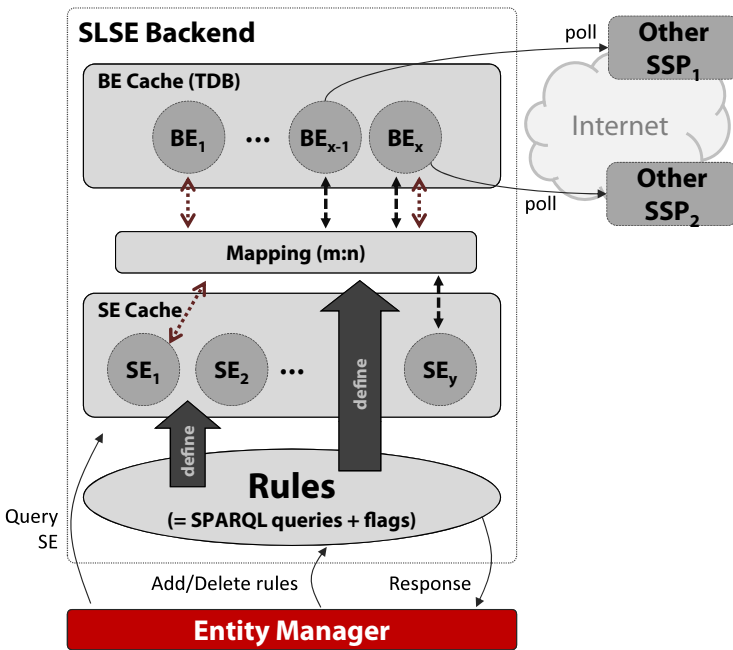 SLSE Backend
poll
Other
SSP1
BE Cache (TDB)
BE1
...
BEx-1
BEx
Internet
Other
SSP2
poll
Mapping (m:n)
SE Cache
SE1
SE2
...
SEy
define
define
Rules
(= SPARQL queries + flags)
Query
SE
Add/Delete rules
Response
Entity Manager